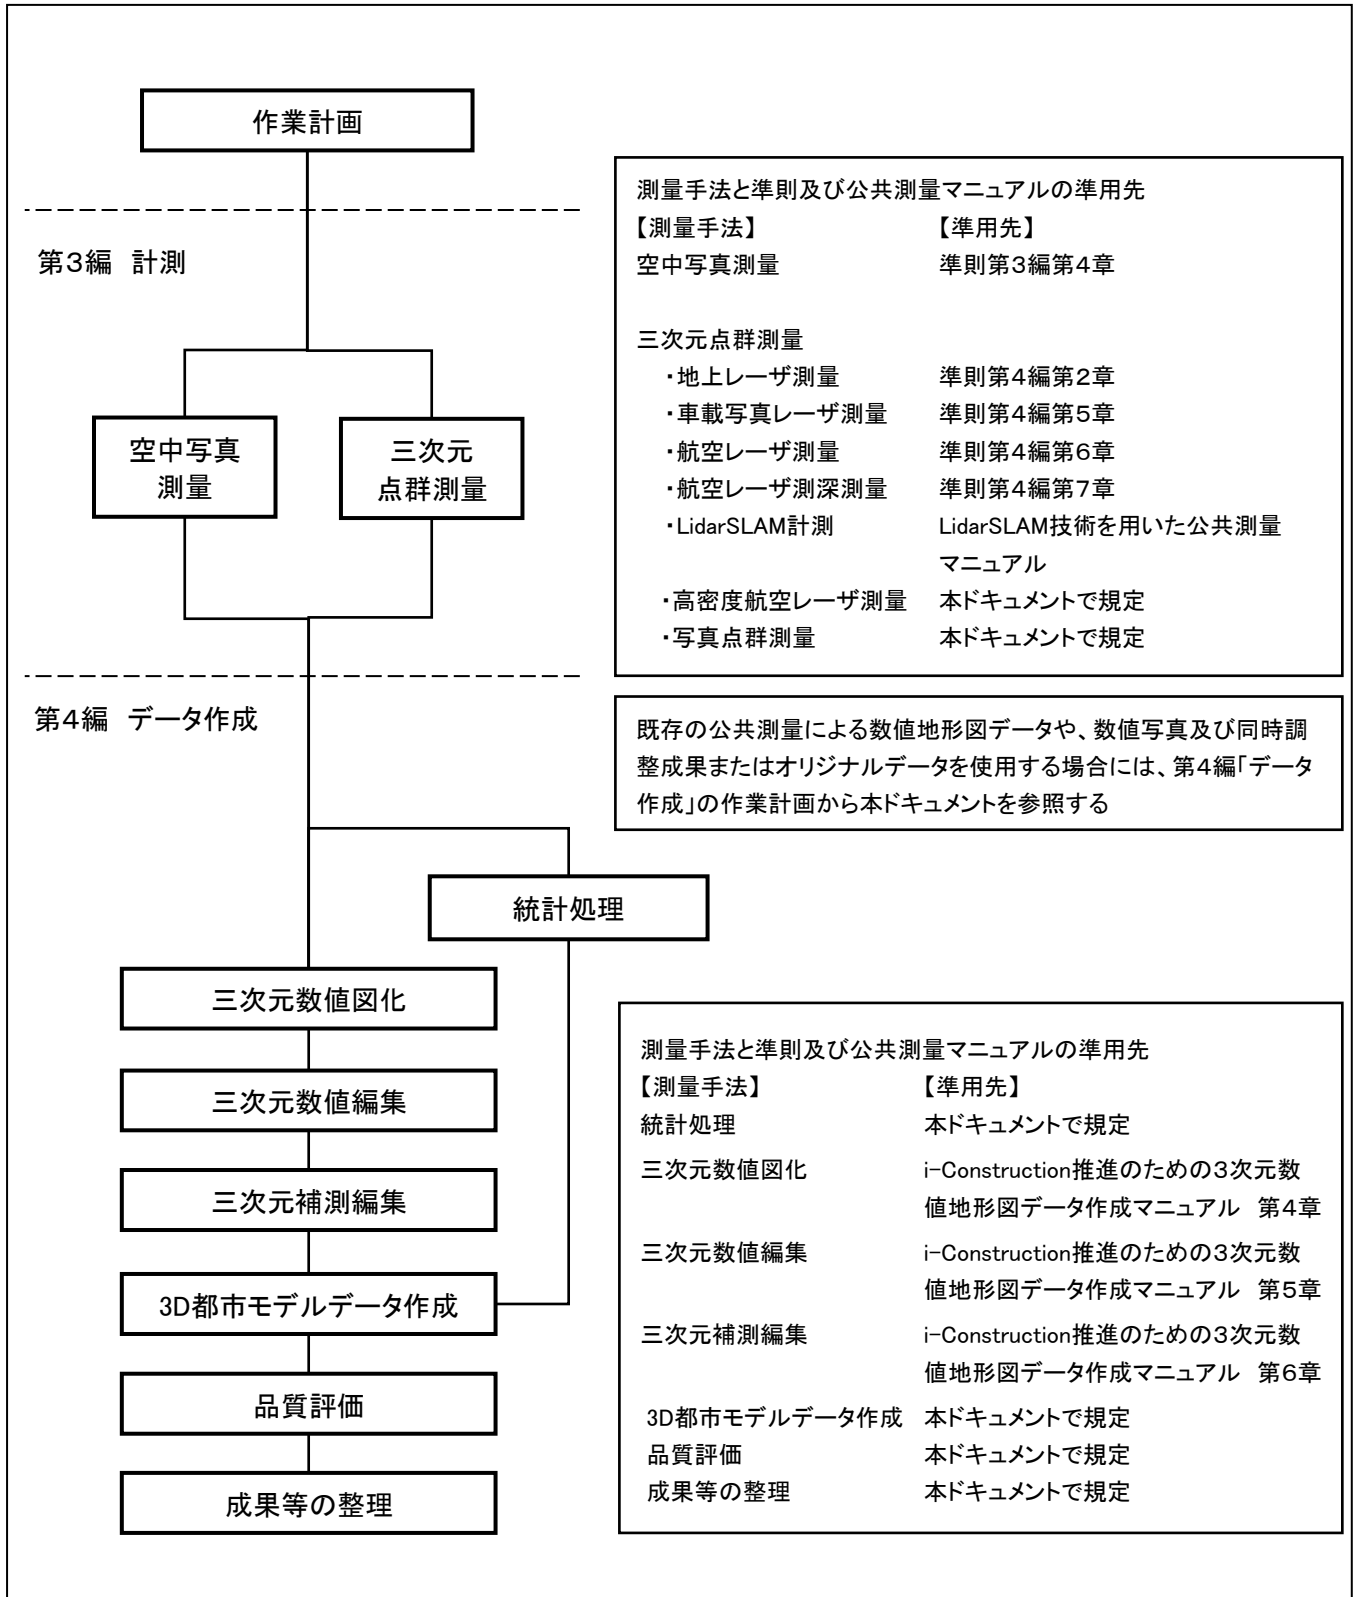 作業計画
第3編 計測
空中写真
測量
三次元
点群測量
測量手法と準則及び公共測量マニュアルの準用先
【測量手法】 【準用先】
空中写真測量 準則第3編第4章
三次元点群測量
・地上レーザ測量 準則第4編第2章
・車載写真レーザ測量 準則第4編第5章
・航空レーザ測量 準則第4編第6章
・航空レーザ測深測量 準則第4編第7章
・LidarSLAM計測 LidarSLAM技術を用いた公共測量
マニュアル
・高密度航空レーザ測量 本ドキュメントで規定
・写真点群測量 本ドキュメントで規定
第4編 データ作成
既存の公共測量による数値地形図データや、数値写真及び同時調
整成果またはオリジナルデータを使用する場合には、第4編「データ
作成」の作業計画から本ドキュメントを参照する
統計処理
三次元数値図化
三次元数値編集
三次元補測編集
3D都市モデルデータ作成
品質評価
成果等の整理
測量手法と準則及び公共測量マニュアルの準用先
【測量手法】 【準用先】
統計処理 本ドキュメントで規定
三次元数値図化 i-Construction推進のための3次元数
値地形図データ作成マニュアル 第4章
三次元数値編集 i-Construction推進のための3次元数
値地形図データ作成マニュアル 第5章
三次元補測編集 i-Construction推進のための3次元数
値地形図データ作成マニュアル 第6章
3D都市モデルデータ作成 本ドキュメントで規定
品質評価 本ドキュメントで規定
成果等の整理 本ドキュメントで規定